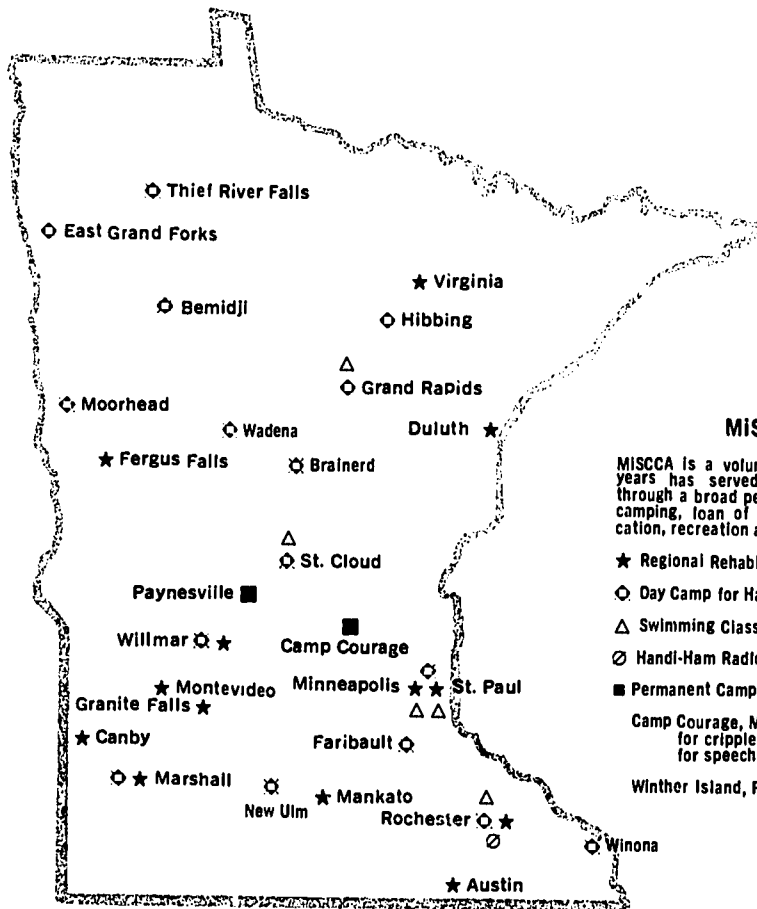 Thief River Falls
East Grand Forks
Virginia
Bemidji
Hibbing
Grand Rapids
Moorhead
Wadena
Duluth
Fergus Falls
Brainerd
St. Cloud
Paynesville
Willmar
Camp Courage
Montevideo
Minneapolis
St. Paul
Granite Falls
Canby
Faribault
Marshall
New Ulm
Mankato
Rochester
Winona
Austin
MiS
MiSCCA is a volu
years has served
through a broad pe
camping, loan of
cation, recreation a
Regional Rehabi
Day Camp for Ha
Swimming Class
Handi-Ham Radi
Permanent Camp
Camp Courage, M
for cripple
for speech
Winther Island, P